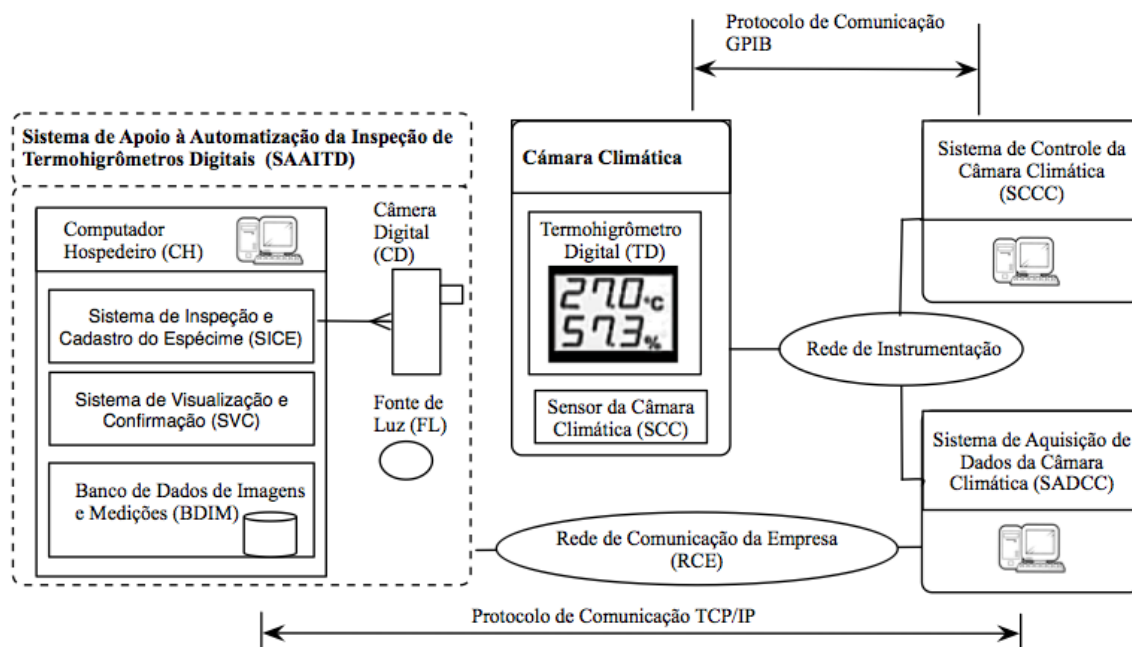 Protocolo de Comunicação
GPIB
Sistema de Apoio à Automatização da Inspeção de
Termohigrômetros Digitais (SAAITD)
Computador
Hospedeiro (CH)
Sistema de Inspeção e
Cadastro do Espécime (SICE)
Sistema de Visualização e
Confirmação (SVC)
Banco de Dados de Imagens
e Medições (BDIM)
Câmera
Digital
(CD)
Fonte de
Luz (FL)
Cámara Climática
Termohigrômetro
Digital (TD)
27.0 °C
57.3 %
Sensor da Câmara
Climática (SCC)
Rede de Instrumentação
Sistema de Controle da
Câmara Climática
(SCCC)
Sistema de Aquisição de
Dados da Câmara
Climática (SADCC)
Rede de Comunicação da Empresa
(RCE)
Protocolo de Comunicação TCP/IP